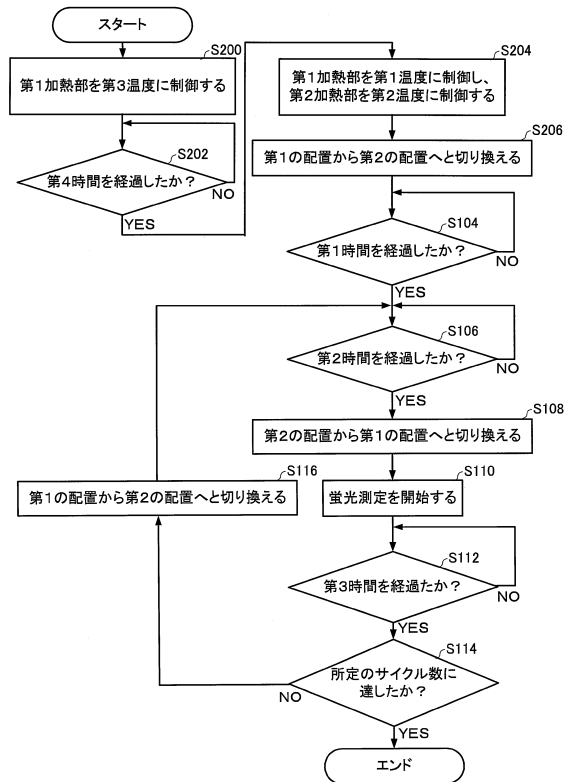 スタート
S200
第1加熱部を第3温度に制御する
S202
第4時間を経過したか？
NO
YES
S204
第1加熱部を第1温度に制御し、
第2加熱部を第2温度に制御する
S206
第1の配置から第2の配置へと切り換える
S104
第1時間を経過したか？
NO
YES
S106
第2時間を経過したか？
NO
YES
S108
第2の配置から第1の配置へと切り換える
S116
第1の配置から第2の配置へと切り換える
S110
蛍光測定を開始する
S112
第3時間を経過たか？
NO
YES
S114
所定のサイクル数に
達したか？
NO
YES
エンド